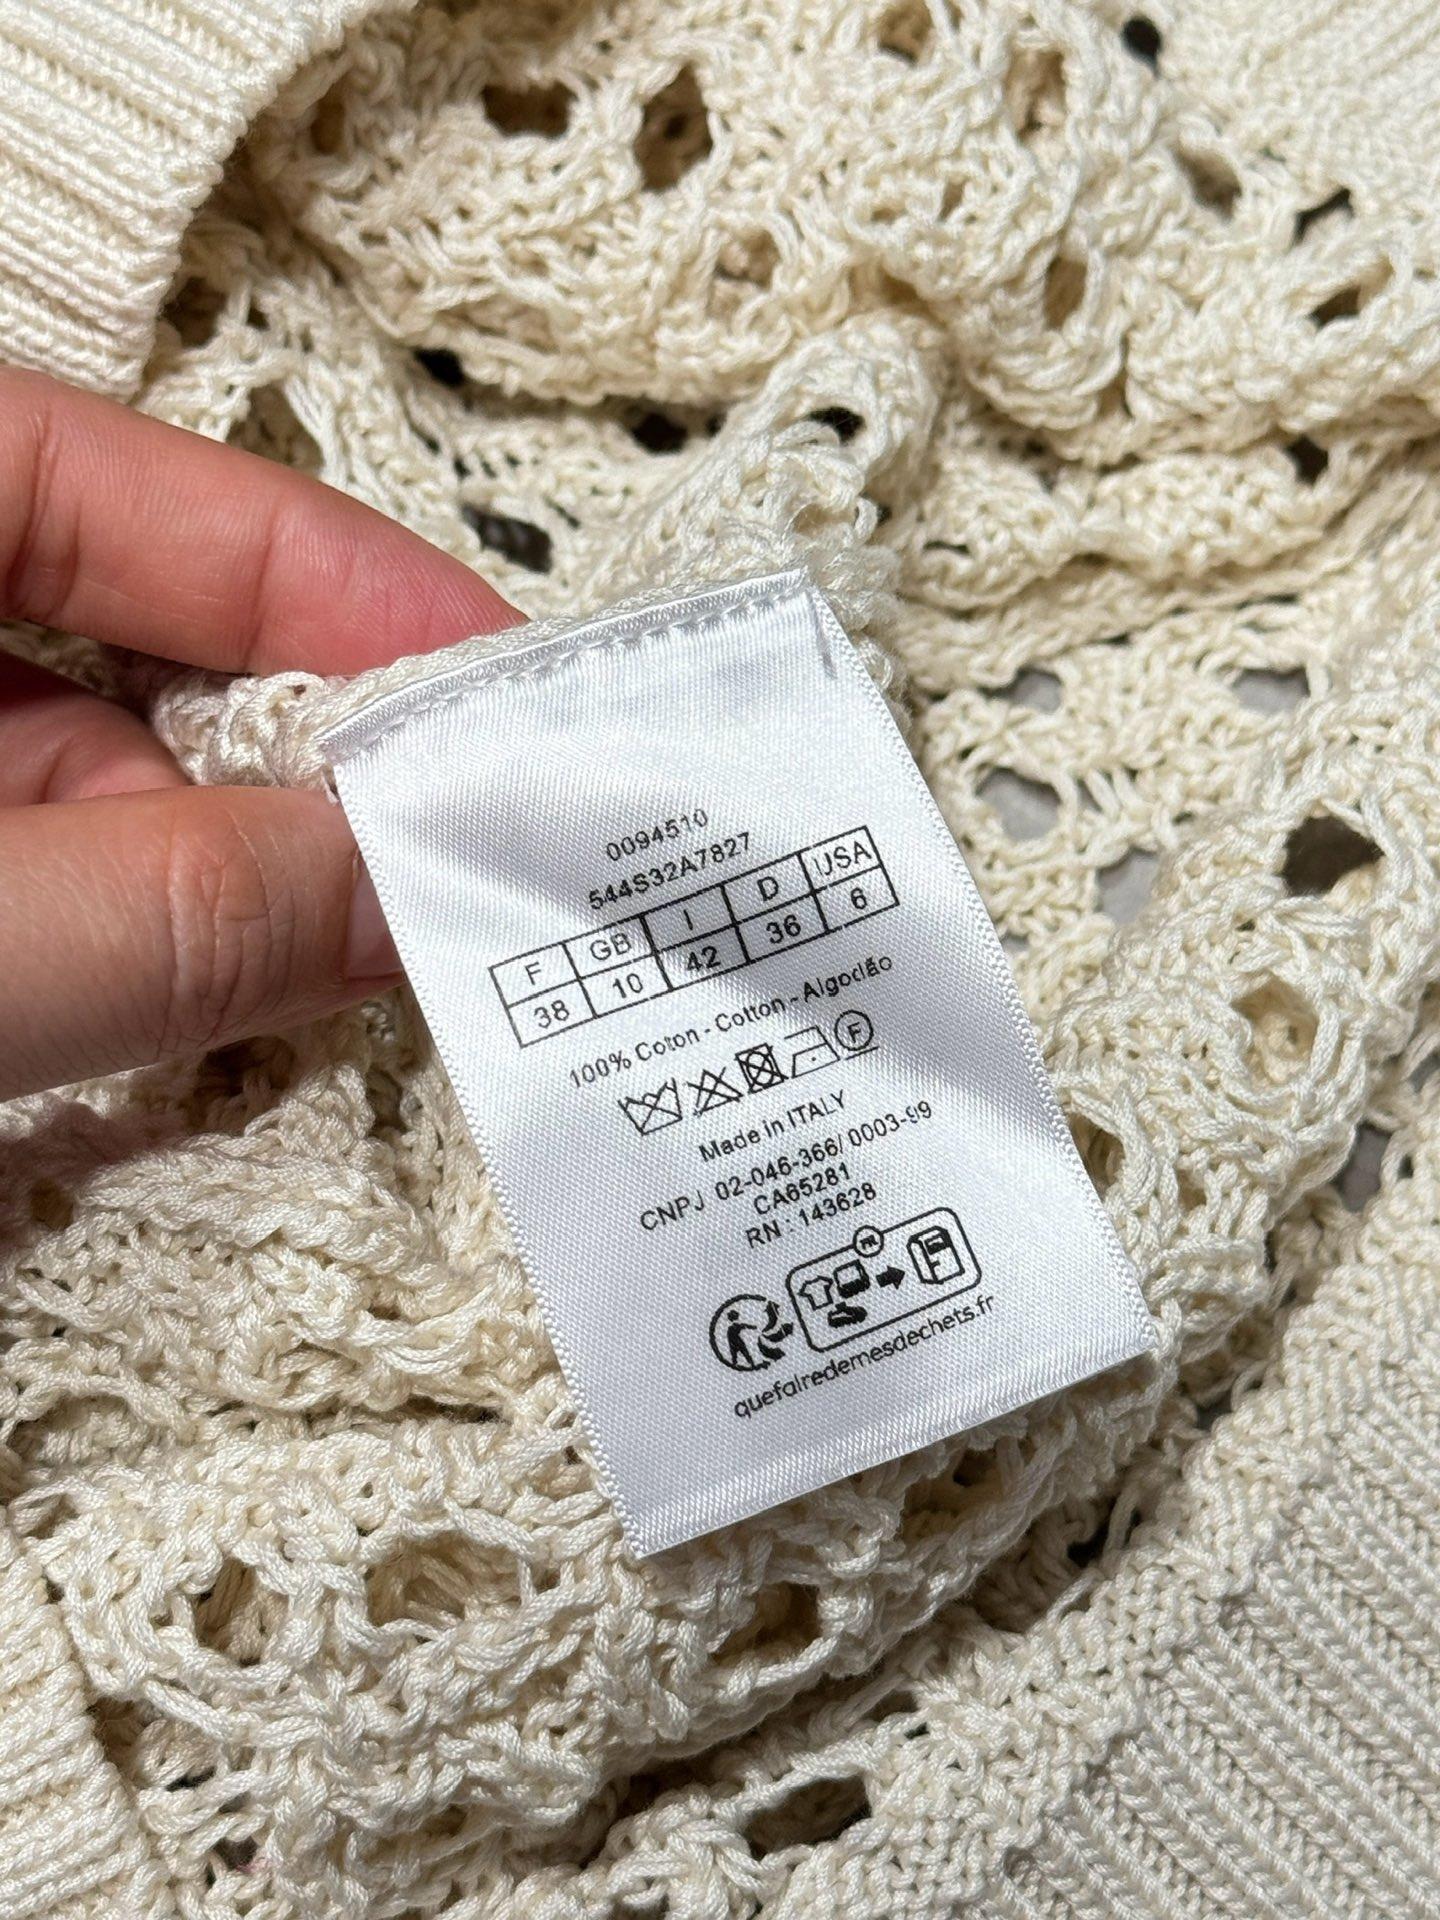 0094510
544S32A7827
F GB I D USA
38 10 42 36 6
100% Coton - Cotton - Algodão
F
Made in ITALY
CNPJ 02-046-366/ 0003-99
CA65281
RN : 143628
FR
quefairedemesdechets.fr